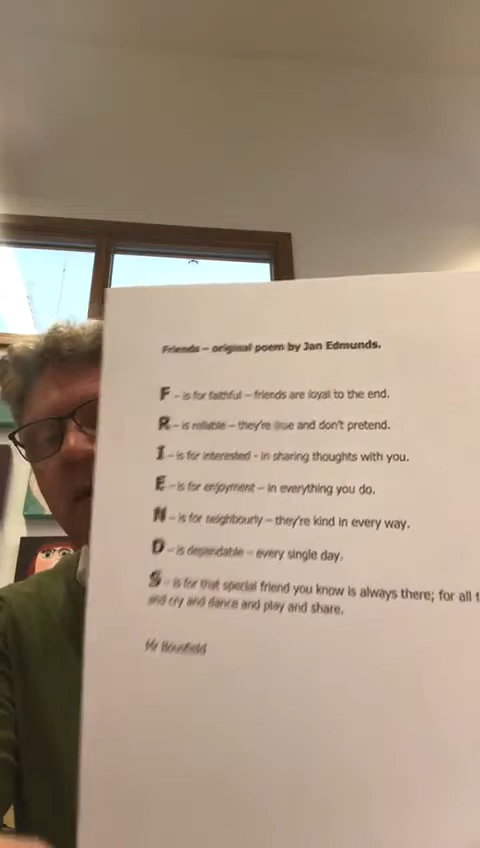 Friends – original poem by Jan Edmunds.
F – is for faithful – friends are loyal to the end.
R – is reliable – they're true and don't pretend.
I – is for interested - in sharing thoughts with you.
E – is for enjoyment – in everything you do.
N – is for neighbourly – they're kind in every way.
D – is dependable – every single day.
S – is for that special friend you know is always there; for all
and cry and dance and play and share.
Mr Bousfield